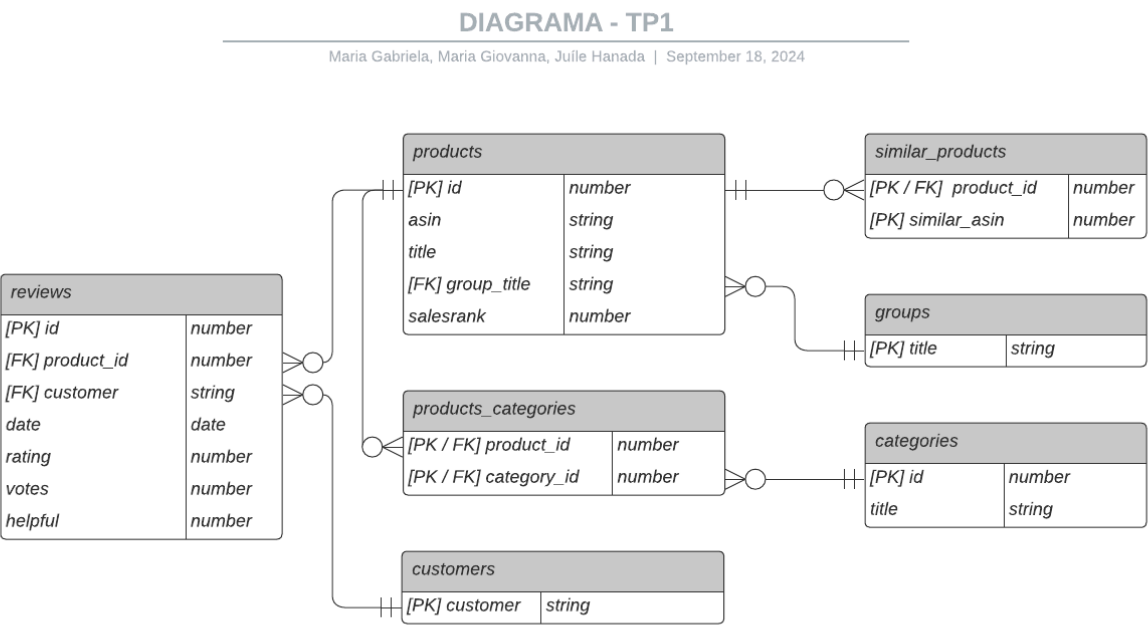 DIAGRAMA - TP1
Maria Gabriela, Maria Giovanna, Juíle Hanada | September 18, 2024
products
[PK] id number
asin string
title string
[FK] group_title string
salesrank number
similar_products
[PK / FK] product_id number
[PK] similar_asin number
reviews
[PK] id number
[FK] product_id number
[FK] customer string
date date
rating number
votes number
helpful number
groups
[PK] title string
products_categories
[PK / FK] product_id number
[PK / FK] category_id number
categories
[PK] id number
title string
customers
[PK] customer string